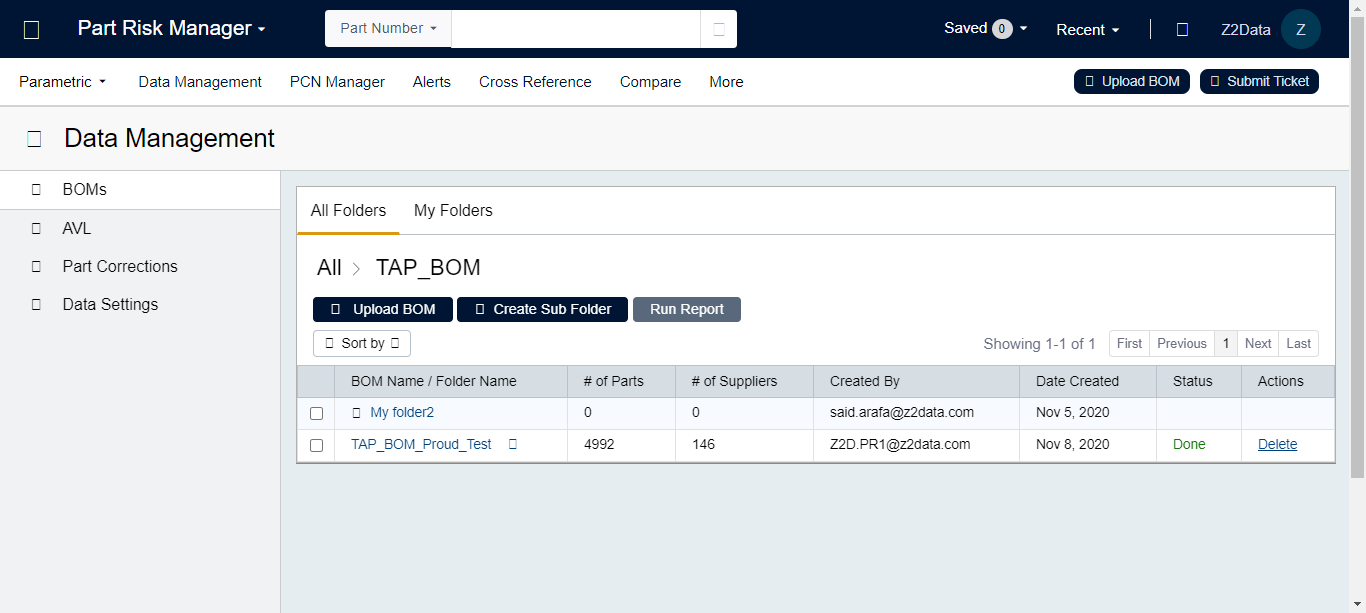 Part Risk Manager
Part Number
Saved 0
Recent
Z2Data
Z
Parametric
Data Management
PCN Manager
Alerts
Cross Reference
Compare
More
Upload BOM
Submit Ticket
Data Management
BOMs
AVL
Part Corrections
Data Settings
All Folders
My Folders
All > TAP_BOM
Upload BOM
Create Sub Folder
Run Report
Sort by
Showing 1-1 of 1
First Previous 1 Next Last
BOM Name / Folder Name # of Parts # of Suppliers Created By Date Created Status Actions
My folder2 0 0 said.arafa@z2data.com Nov 5, 2020
TAP_BOM_Proud_Test 4992 146 Z2D.PR1@z2data.com Nov 8, 2020 Done Delete